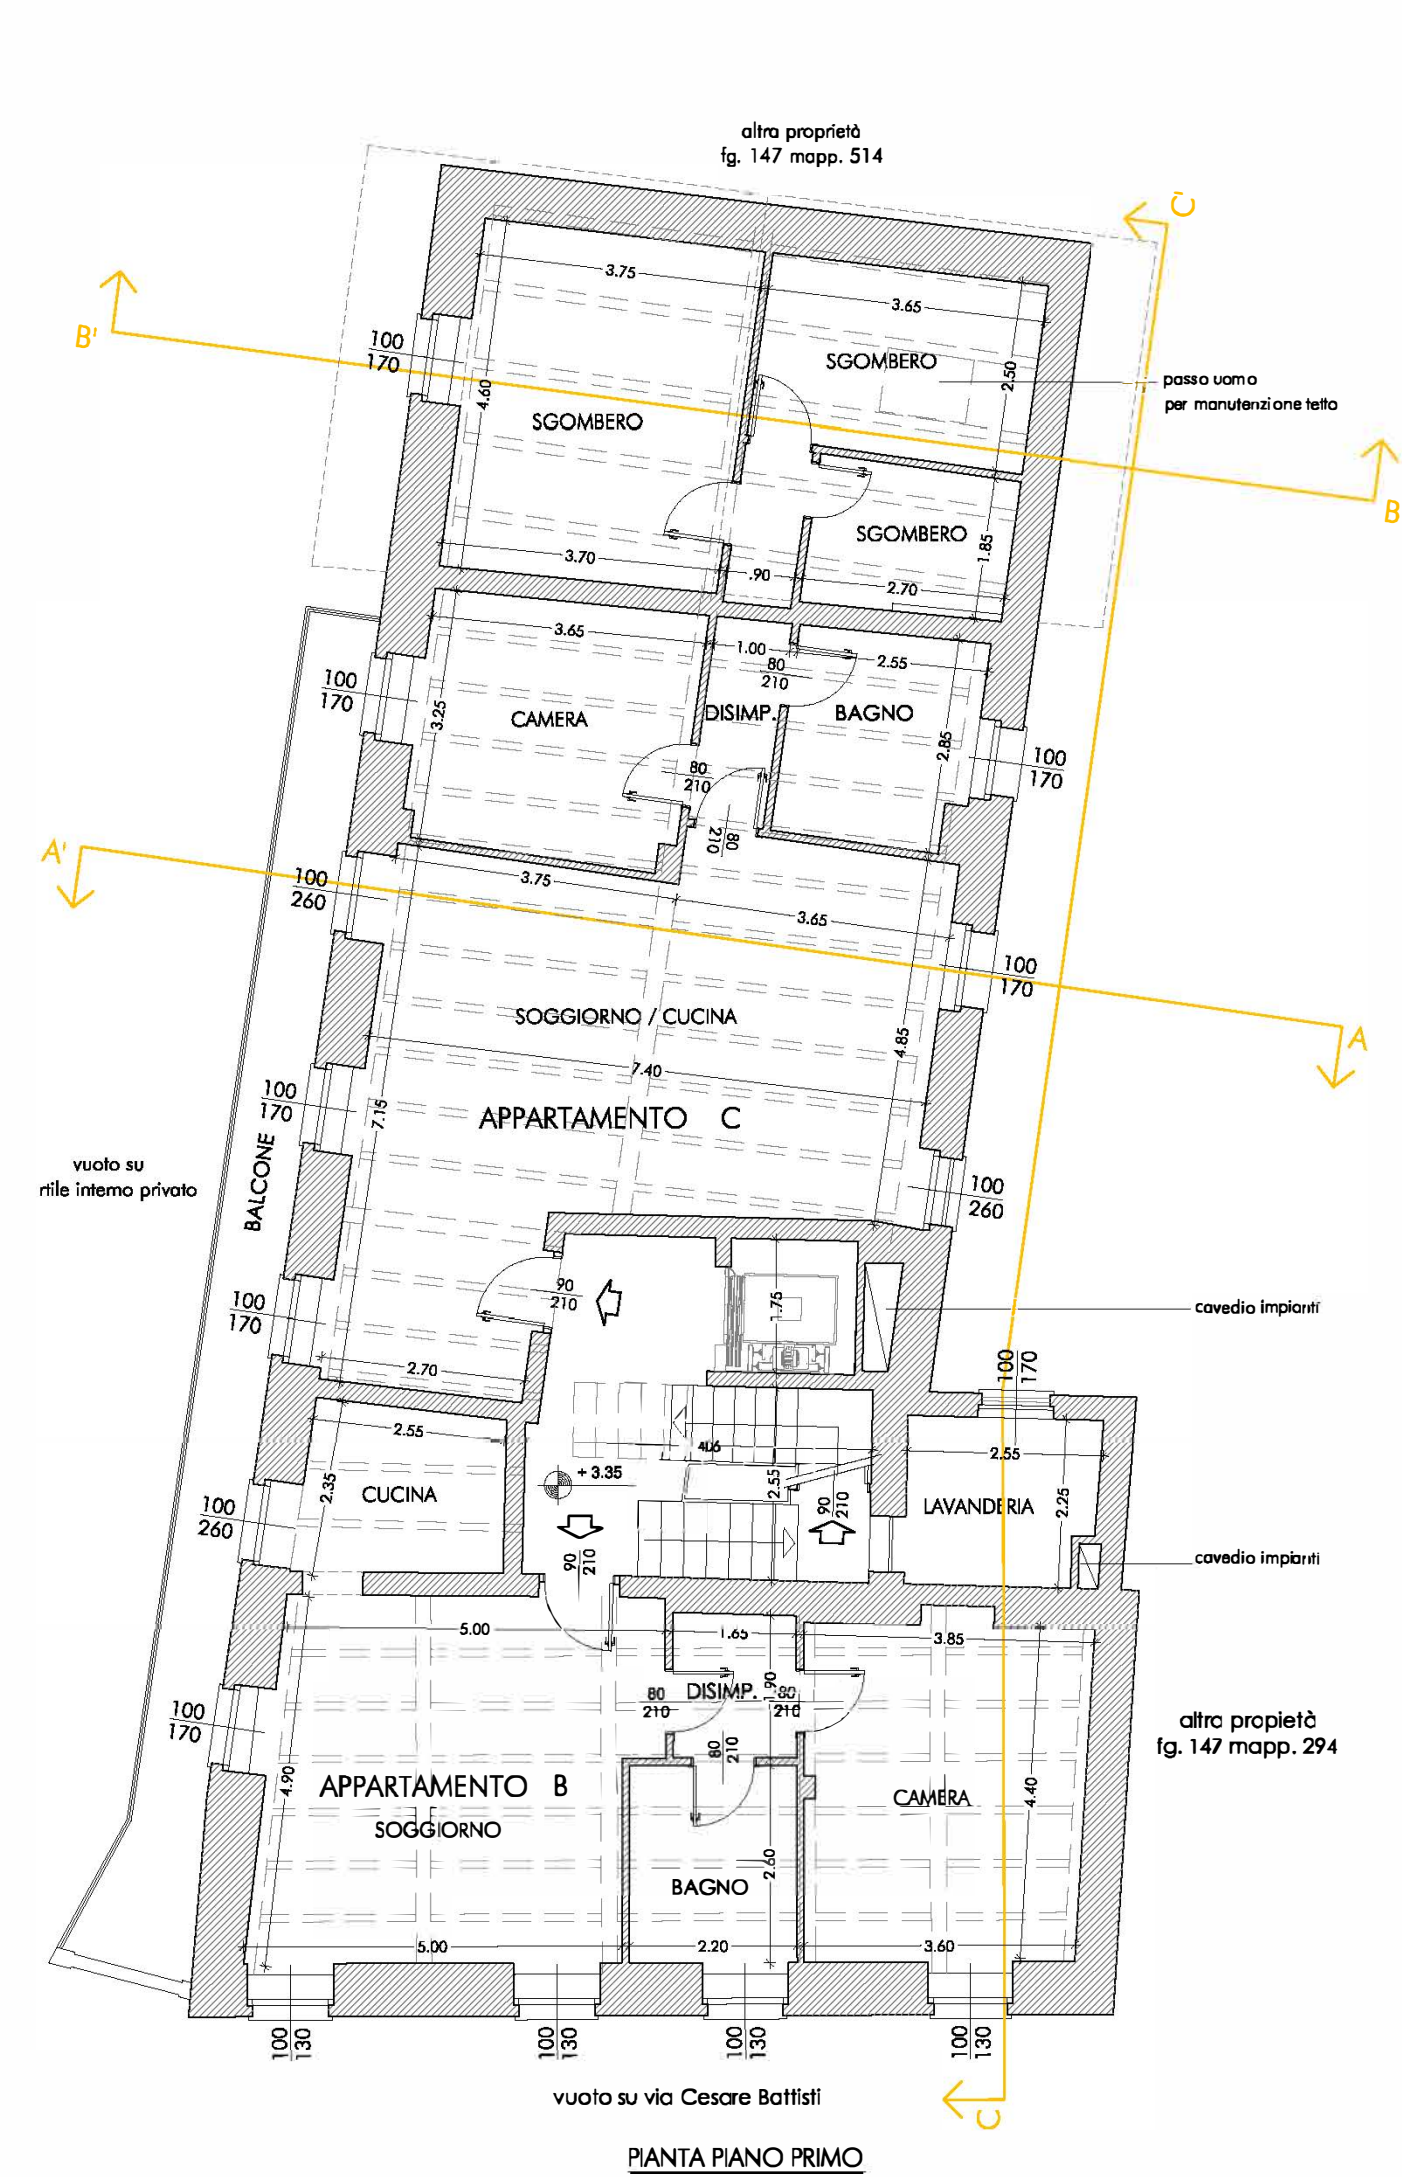 altra proprietà
fg. 147 mapp. 514
C'
B'
100
170
3.75
3.65
SGOMBERO
2.50
passo uomo
per manutenzione tetto
4.60
SGOMBERO
B
SGOMBERO
1.85
3.70
.90
2.70
3.65
1.00
80
210
2.55
100
170
3.25
CAMERA
DISIMP.
BAGNO
2.85
100
170
80
210
80
210
A'
100
260
3.75
3.65
100
170
SOGGIORNO / CUCINA
4.85
A
7.40
100
170
7.15
APPARTAMENTO C
vuoto su
rtile interno privato
BALCONE
100
260
90
210
1.75
100
170
cavedio impianti
100
170
2.70
2.55
406
2.55
+ 3.35
2.55
2.35
CUCINA
100
260
90
210
LAVANDERIA
2.25
90
210
cavedio impianti
5.00
1.65
3.85
1.90
80
210
DISIMP.
80
210
100
170
80
210
altra propietà
fg. 147 mapp. 294
4.90
APPARTAMENTO B
SOGGIORNO
CAMERA
4.40
BAGNO
2.60
5.00
2.20
3.60
100
130
100
130
100
130
100
130
vuoto su via Cesare Battisti
C
PIANTA PIANO PRIMO